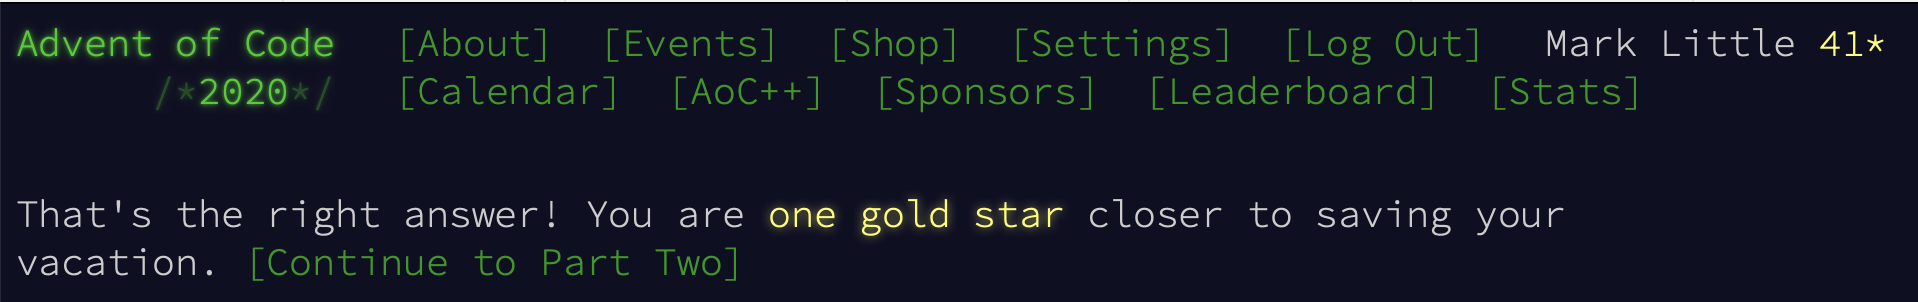 Advent of Code [About] [Events] [Shop] [Settings] [Log Out] Mark Little 41*
/*2020*/ [Calendar] [AoC++] [Sponsors] [Leaderboard] [Stats]
That's the right answer! You are one gold star closer to saving your
vacation. [Continue to Part Two]